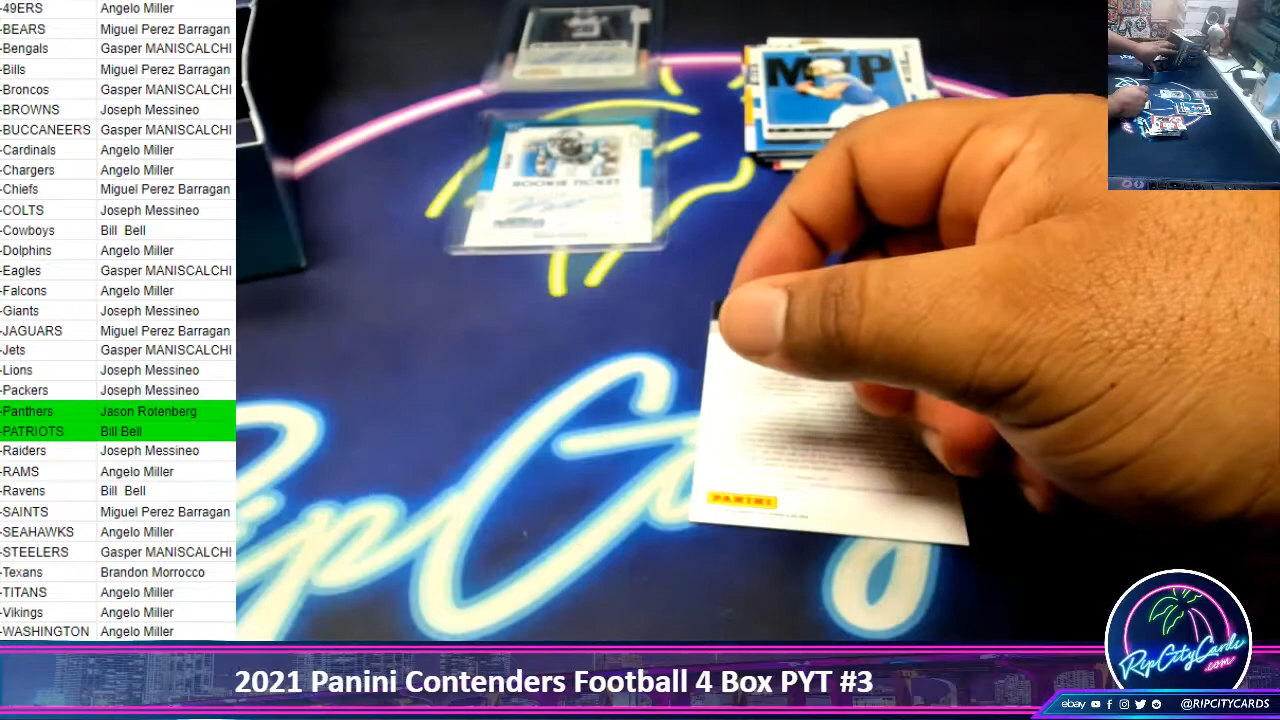 -49ERS Angelo Miller
-BEARS Miguel Perez Barragan
-Bengals Gasper MANISCALCHI
-Bills Miguel Perez Barragan
-Broncos Gasper MANISCALCHI
-BROWNS Joseph Messineo
-BUCCANEERS Gasper MANISCALCHI
-Cardinals Angelo Miller
-Chargers Angelo Miller
-Chiefs Miguel Perez Barragan
-COLTS Joseph Messineo
-Cowboys Bill  Bell
-Dolphins Angelo Miller
-Eagles Gasper MANISCALCHI
-Falcons Angelo Miller
-Giants Joseph Messineo
-JAGUARS Miguel Perez Barragan
-Jets Gasper MANISCALCHI
-Lions Joseph Messineo
-Packers Joseph Messineo
-Panthers Jason Rotenberg
-PATRIOTS Bill Bell
-Raiders Joseph Messineo
-RAMS Angelo Miller
-Ravens Bill  Bell
-SAINTS Miguel Perez Barragan
-SEAHAWKS Angelo Miller
-STEELERS Gasper MANISCALCHI
-Texans Brandon Morrocco
-TITANS Angelo Miller
-Vikings Angelo Miller
-WASHINGTON Angelo Miller
MVP
ROOKIE TICKET
PANINI
RipCityCards
.com
2021 Panini Contenders Football 4 Box PYT #3
ebay @RIPCITYCARDS